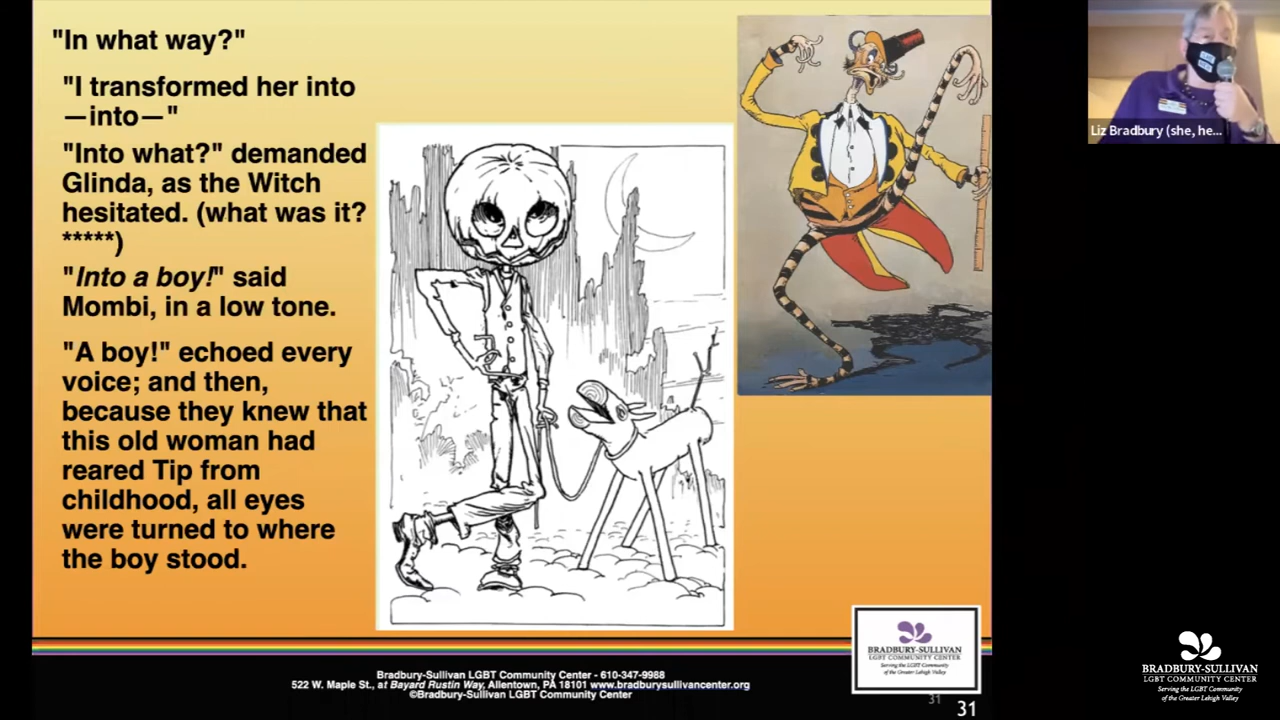 "In what way?"
"I transformed her into
—into—"
"Into what?" demanded
Glinda, as the Witch
hesitated. (what was it?
*****)
"Into a boy!" said
Mombi, in a low tone.
"A boy!" echoed every
voice; and then,
because they knew that
this old woman had
reared Tip from
childhood, all eyes
were turned to where
the boy stood.
Liz Bradbury (she, he...
BRADBURY-SULLIVAN
LGBT COMMUNITY CENTER
Serving the LGBT Community
of the Greater Lehigh Valley
Bradbury-Sullivan LGBT Community Center - 610-347-9988
522 W. Maple St., at Bayard Rustin Way, Allentown, PA 18101 www.bradburysullivancenter.org
©Bradbury-Sullivan LGBT Community Center
31
31
BRADBURY-SULLIVAN
LGBT COMMUNITY CENTER
Serving the LGBT Community
of the Greater Lehigh Valley